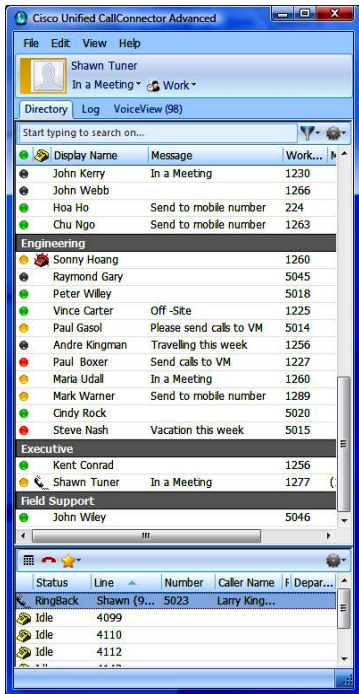 Cisco Unified CallConnector Advanced
File Edit View Help
Shawn Tuner
In a Meeting Work
Directory Log VoiceView (98)
Start typing to search on...
Display Name Message Work...
John Kerry In a Meeting 1230
John Webb 1266
Hoa Ho Send to mobile number 224
Chu Ngo Send to mobile number 1263
Engineering
Sonny Hoang 1260
Raymond Gary 5045
Peter Willey 5018
Vince Carter Off -Site 1225
Paul Gasol Please send calls to VM 5014
Andre Kingman Travelling this week 1256
Paul Boxer Send calls to VM 1227
Maria Udall In a Meeting 1260
Mark Warner Send to mobile number 1289
Cindy Rock 5020
Steve Nash Vacation this week 5015
Executive
Kent Conrad 1256
Shawn Tuner In a Meeting 1277 (
Field Support
John Wiley 5046
Status Line Number Caller Name F Depar...
RingBack Shawn (9... 5023 Larry King...
Idle 4099
Idle 4110
Idle 4112